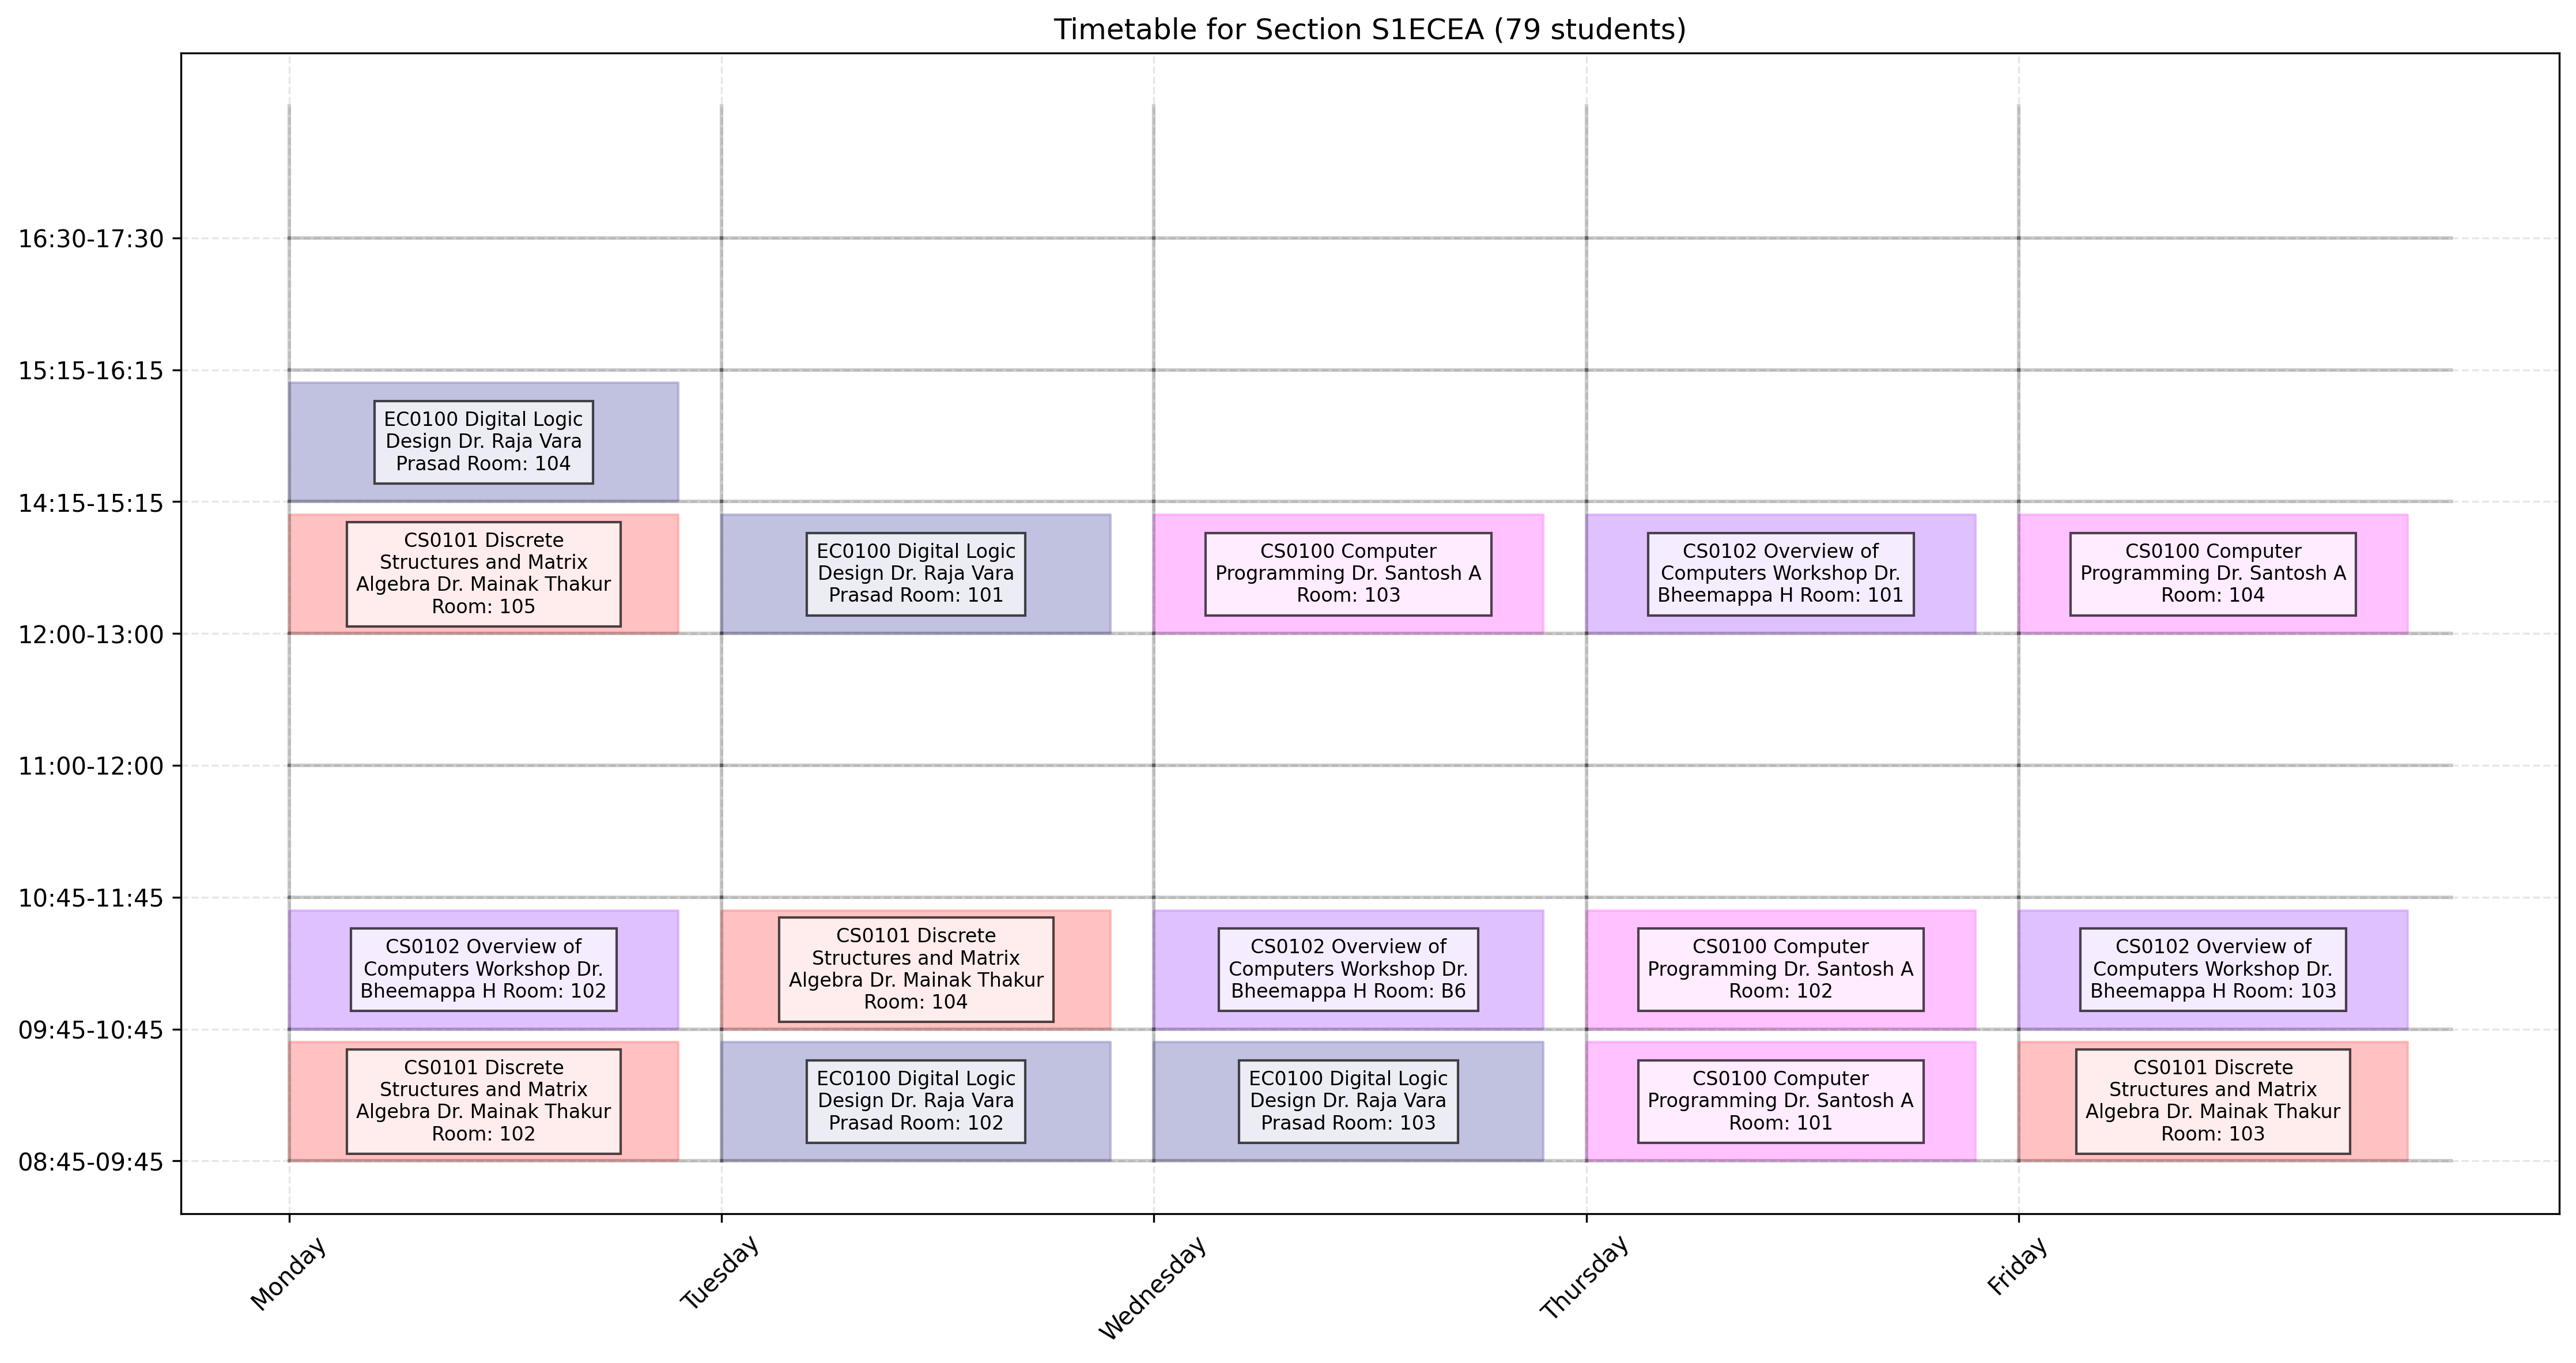 Timetable for Section S1ECEA (79 students)
16:30-17:30
15:15-16:15
EC0100 Digital Logic
Design Dr. Raja Vara
Prasad Room: 104
14:15-15:15
CS0101 Discrete
Structures and Matrix
Algebra Dr. Mainak Thakur
Room: 105
EC0100 Digital Logic
Design Dr. Raja Vara
Prasad Room: 101
CS0100 Computer
Programming Dr. Santosh A
Room: 103
CS0102 Overview of
Computers Workshop Dr.
Bheemappa H Room: 101
CS0100 Computer
Programming Dr. Santosh A
Room: 104
12:00-13:00
11:00-12:00
10:45-11:45
CS0102 Overview of
Computers Workshop Dr.
Bheemappa H Room: 102
CS0101 Discrete
Structures and Matrix
Algebra Dr. Mainak Thakur
Room: 104
CS0102 Overview of
Computers Workshop Dr.
Bheemappa H Room: B6
CS0100 Computer
Programming Dr. Santosh A
Room: 102
CS0102 Overview of
Computers Workshop Dr.
Bheemappa H Room: 103
09:45-10:45
CS0101 Discrete
Structures and Matrix
Algebra Dr. Mainak Thakur
Room: 102
EC0100 Digital Logic
Design Dr. Raja Vara
Prasad Room: 102
EC0100 Digital Logic
Design Dr. Raja Vara
Prasad Room: 103
CS0100 Computer
Programming Dr. Santosh A
Room: 101
CS0101 Discrete
Structures and Matrix
Algebra Dr. Mainak Thakur
Room: 103
08:45-09:45
Monday
Tuesday
Wednesday
Thursday
Friday